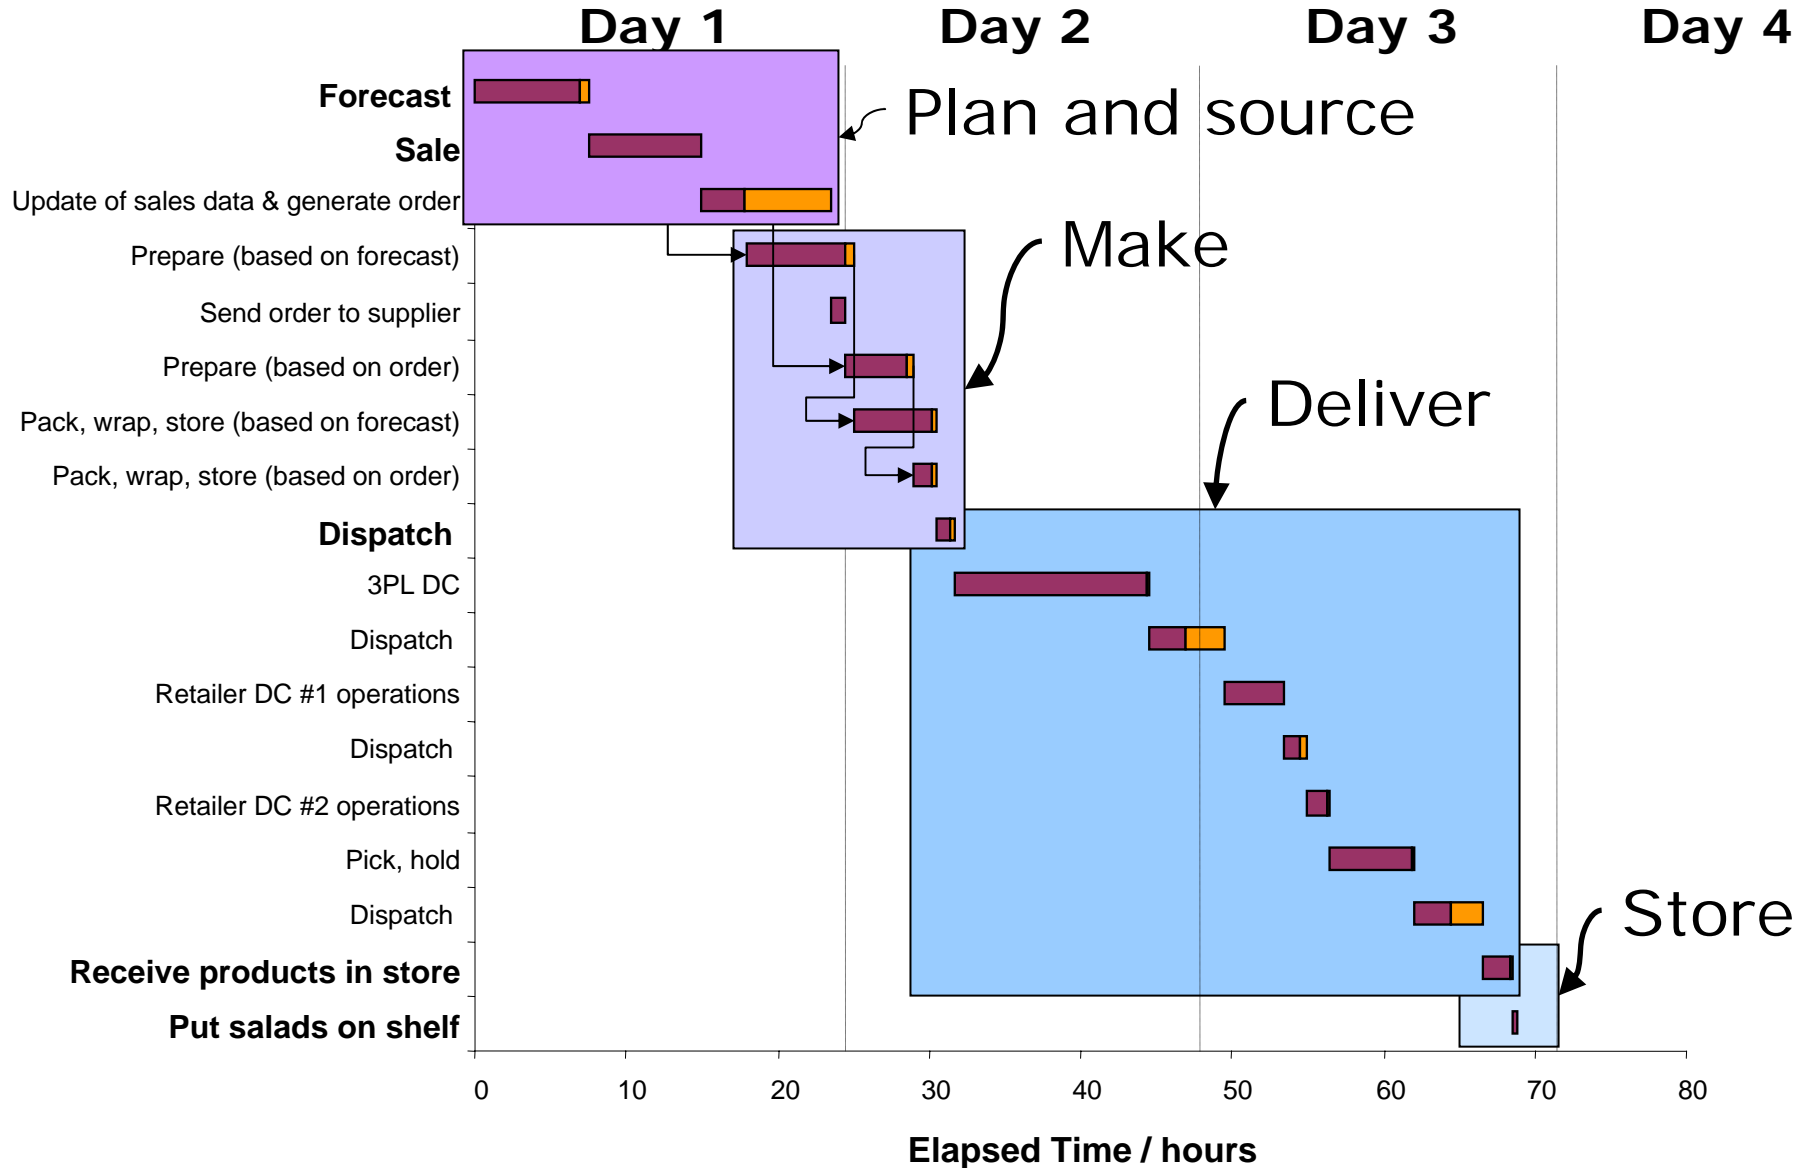 Day 1 Day 2 Day 3 Day 4
Forecast
Plan and source
Sale
Update of sales data & generate order
Make
Prepare (based on forecast)
Send order to supplier
Prepare (based on order)
Deliver
Pack, wrap, store (based on forecast)
Pack, wrap, store (based on order)
Dispatch
3PL DC
Dispatch
Retailer DC #1 operations
Dispatch
Retailer DC #2 operations
Pick, hold
Dispatch
Store
Receive products in store
Put salads on shelf
0 10 20 30 40 50 60 70 80
Elapsed Time / hours